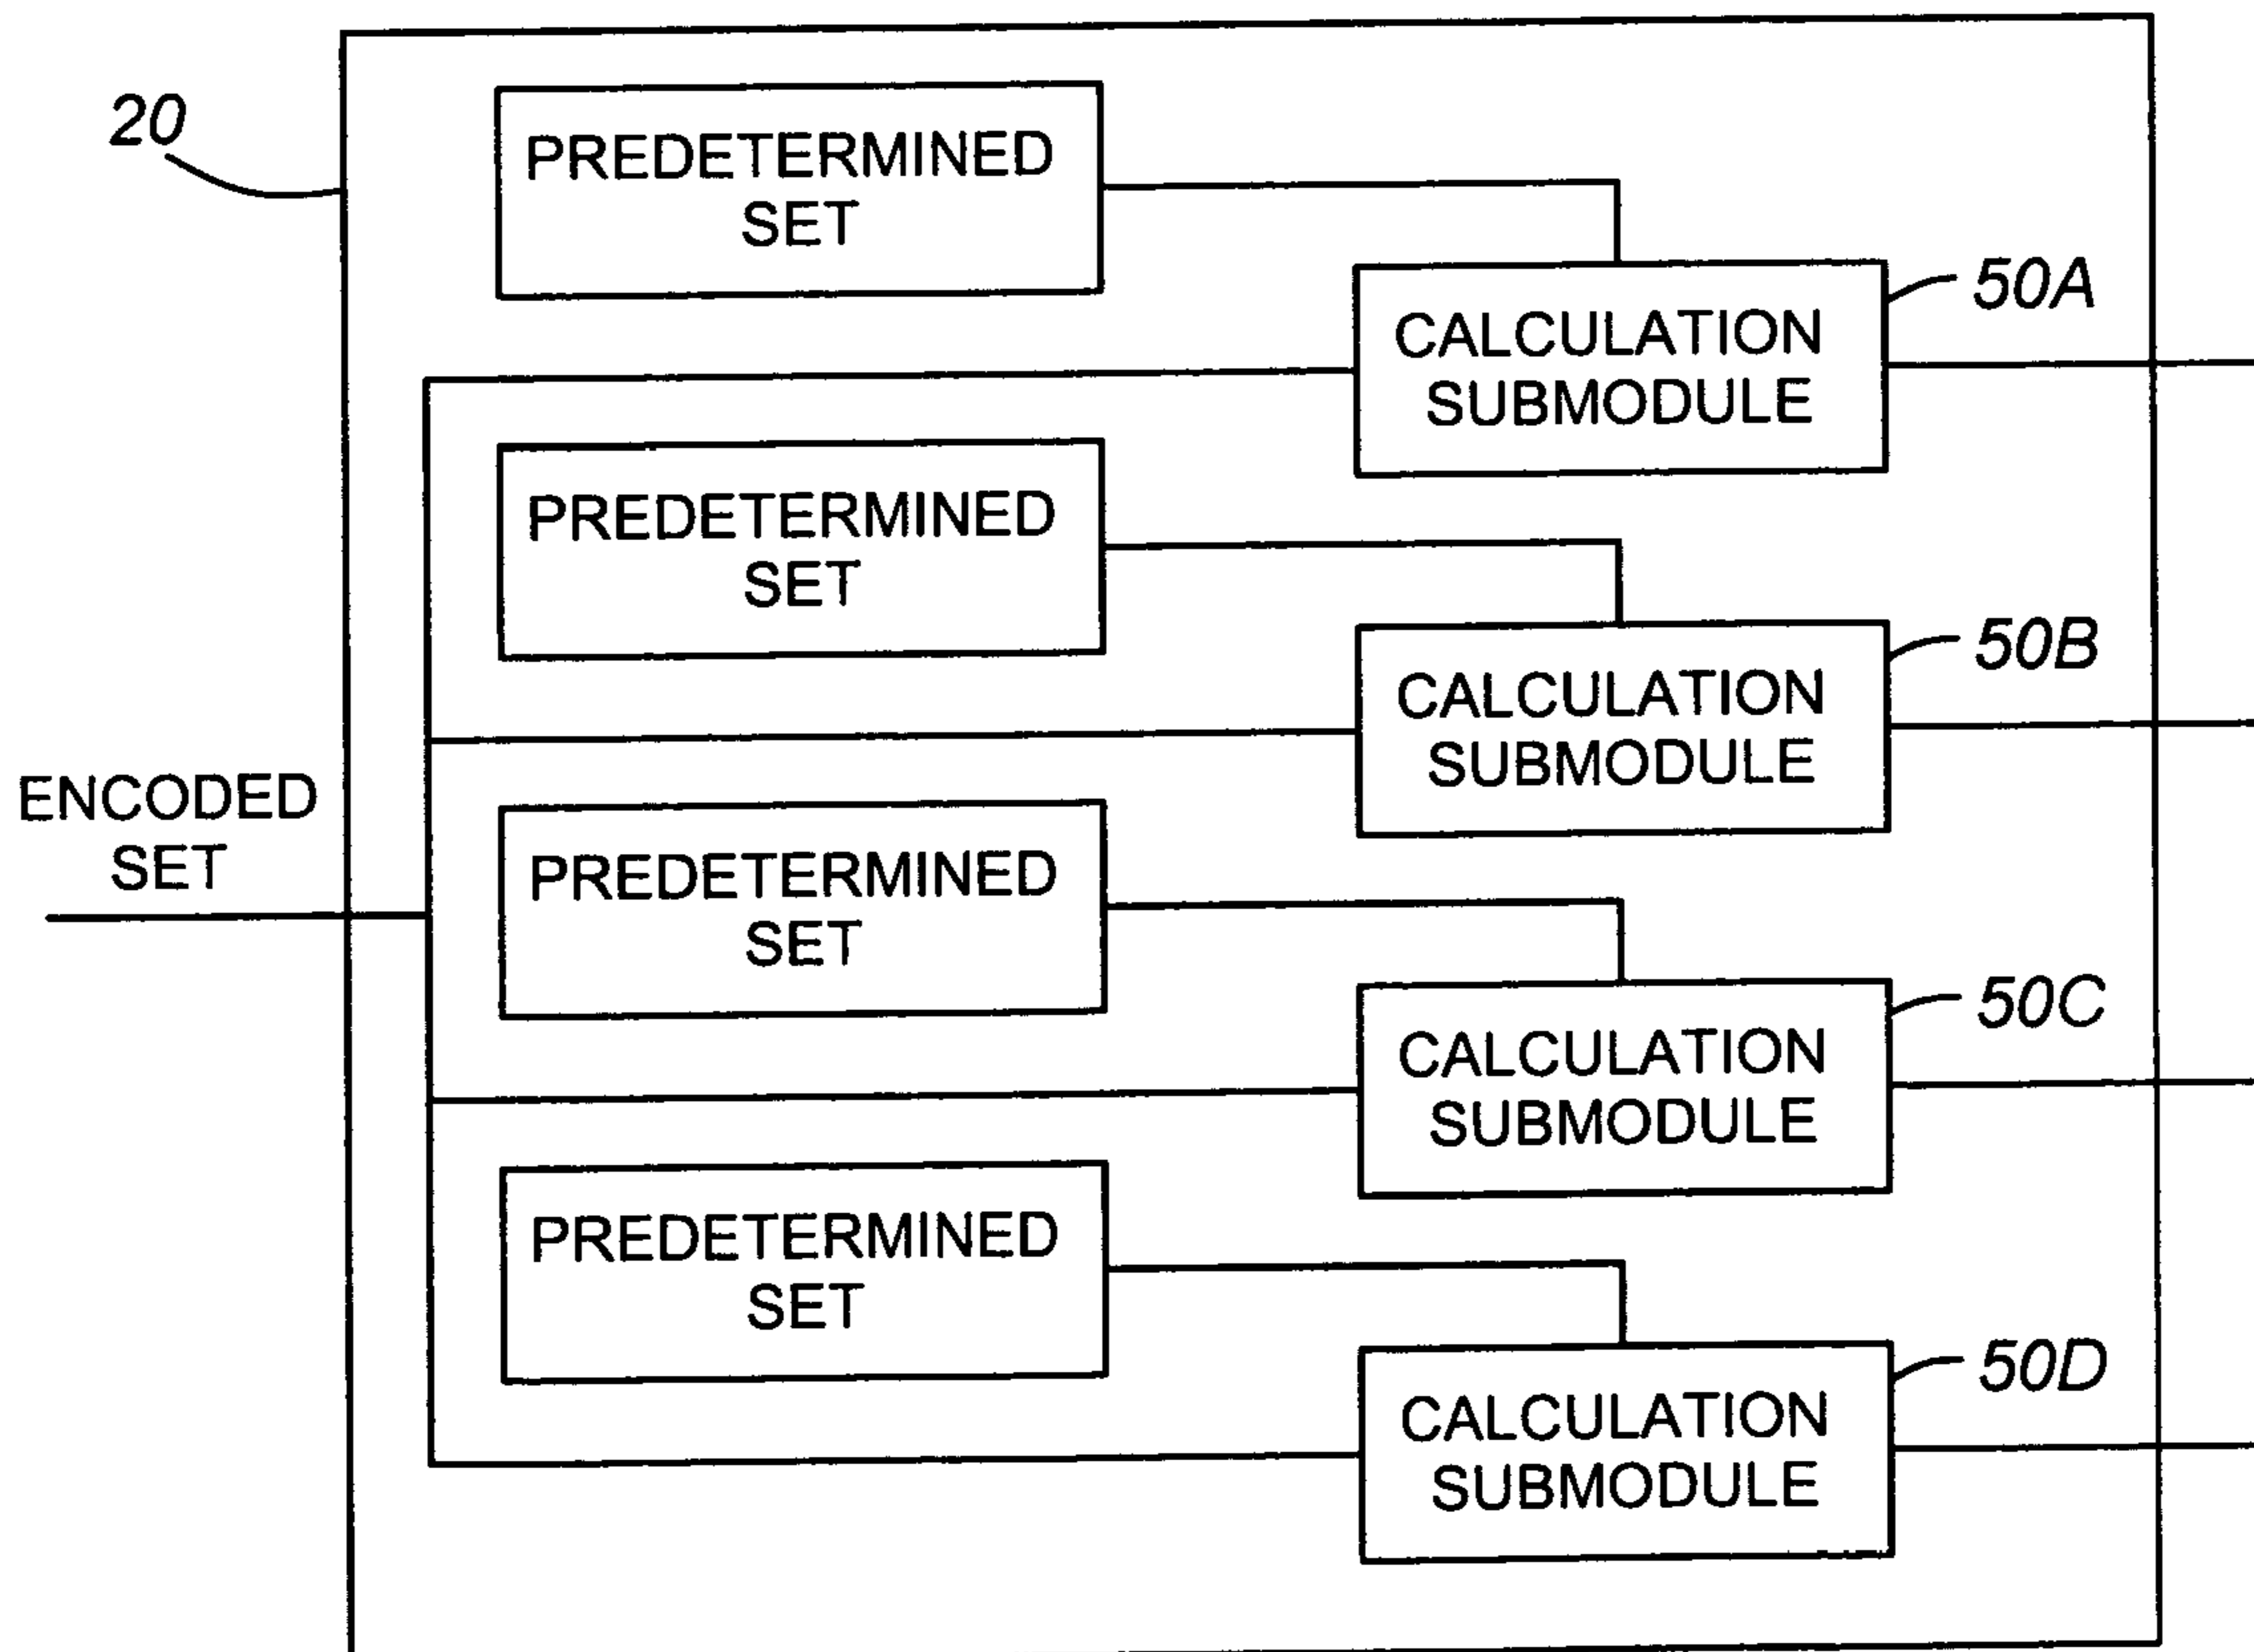 20
PREDETERMINED
SET
CALCULATION
SUBMODULE
50A
PREDETERMINED
SET
CALCULATION
SUBMODULE
50B
ENCODED
SET
PREDETERMINED
SET
CALCULATION
SUBMODULE
50C
PREDETERMINED
SET
CALCULATION
SUBMODULE
50D